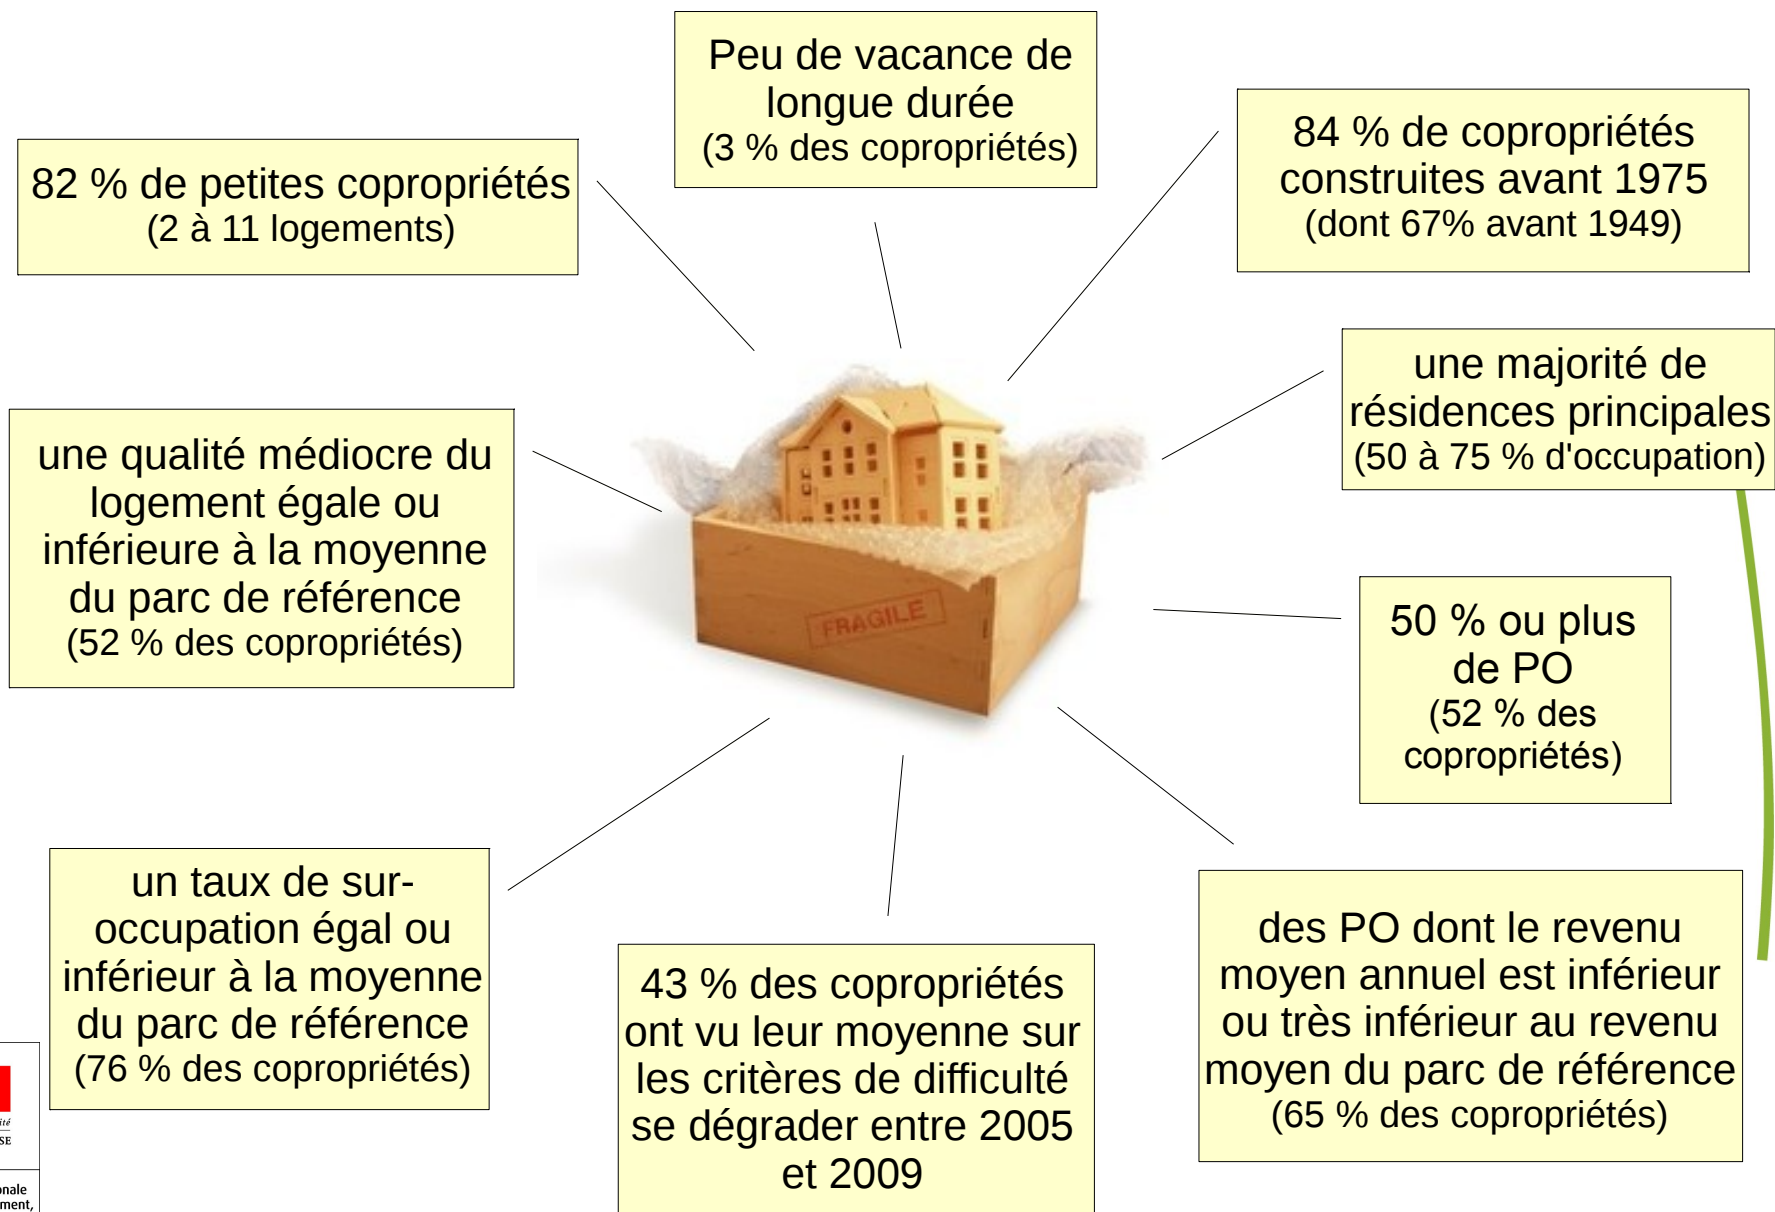 Peu de vacance de
longue durée
(3 % des copropriétés)
82 % de petites copropriétés
(2 à 11 logements)
84 % de copropriétés
construites avant 1975
(dont 67% avant 1949)
une majorité de
résidences principales
(50 à 75 % d'occupation)
une qualité médiocre du
logement égale ou
inférieure à la moyenne
du parc de référence
(52 % des copropriétés)
FRAGILE
50 % ou plus
de PO
(52 % des
copropriétés)
un taux de sur-
occupation égal ou
inférieur à la moyenne
du parc de référence
(76 % des copropriétés)
43 % des copropriétés
ont vu leur moyenne sur
les critères de difficulté
se dégrader entre 2005
et 2009
des PO dont le revenu
moyen annuel est inférieur
ou très inférieur au revenu
moyen du parc de référence
(65 % des copropriétés)